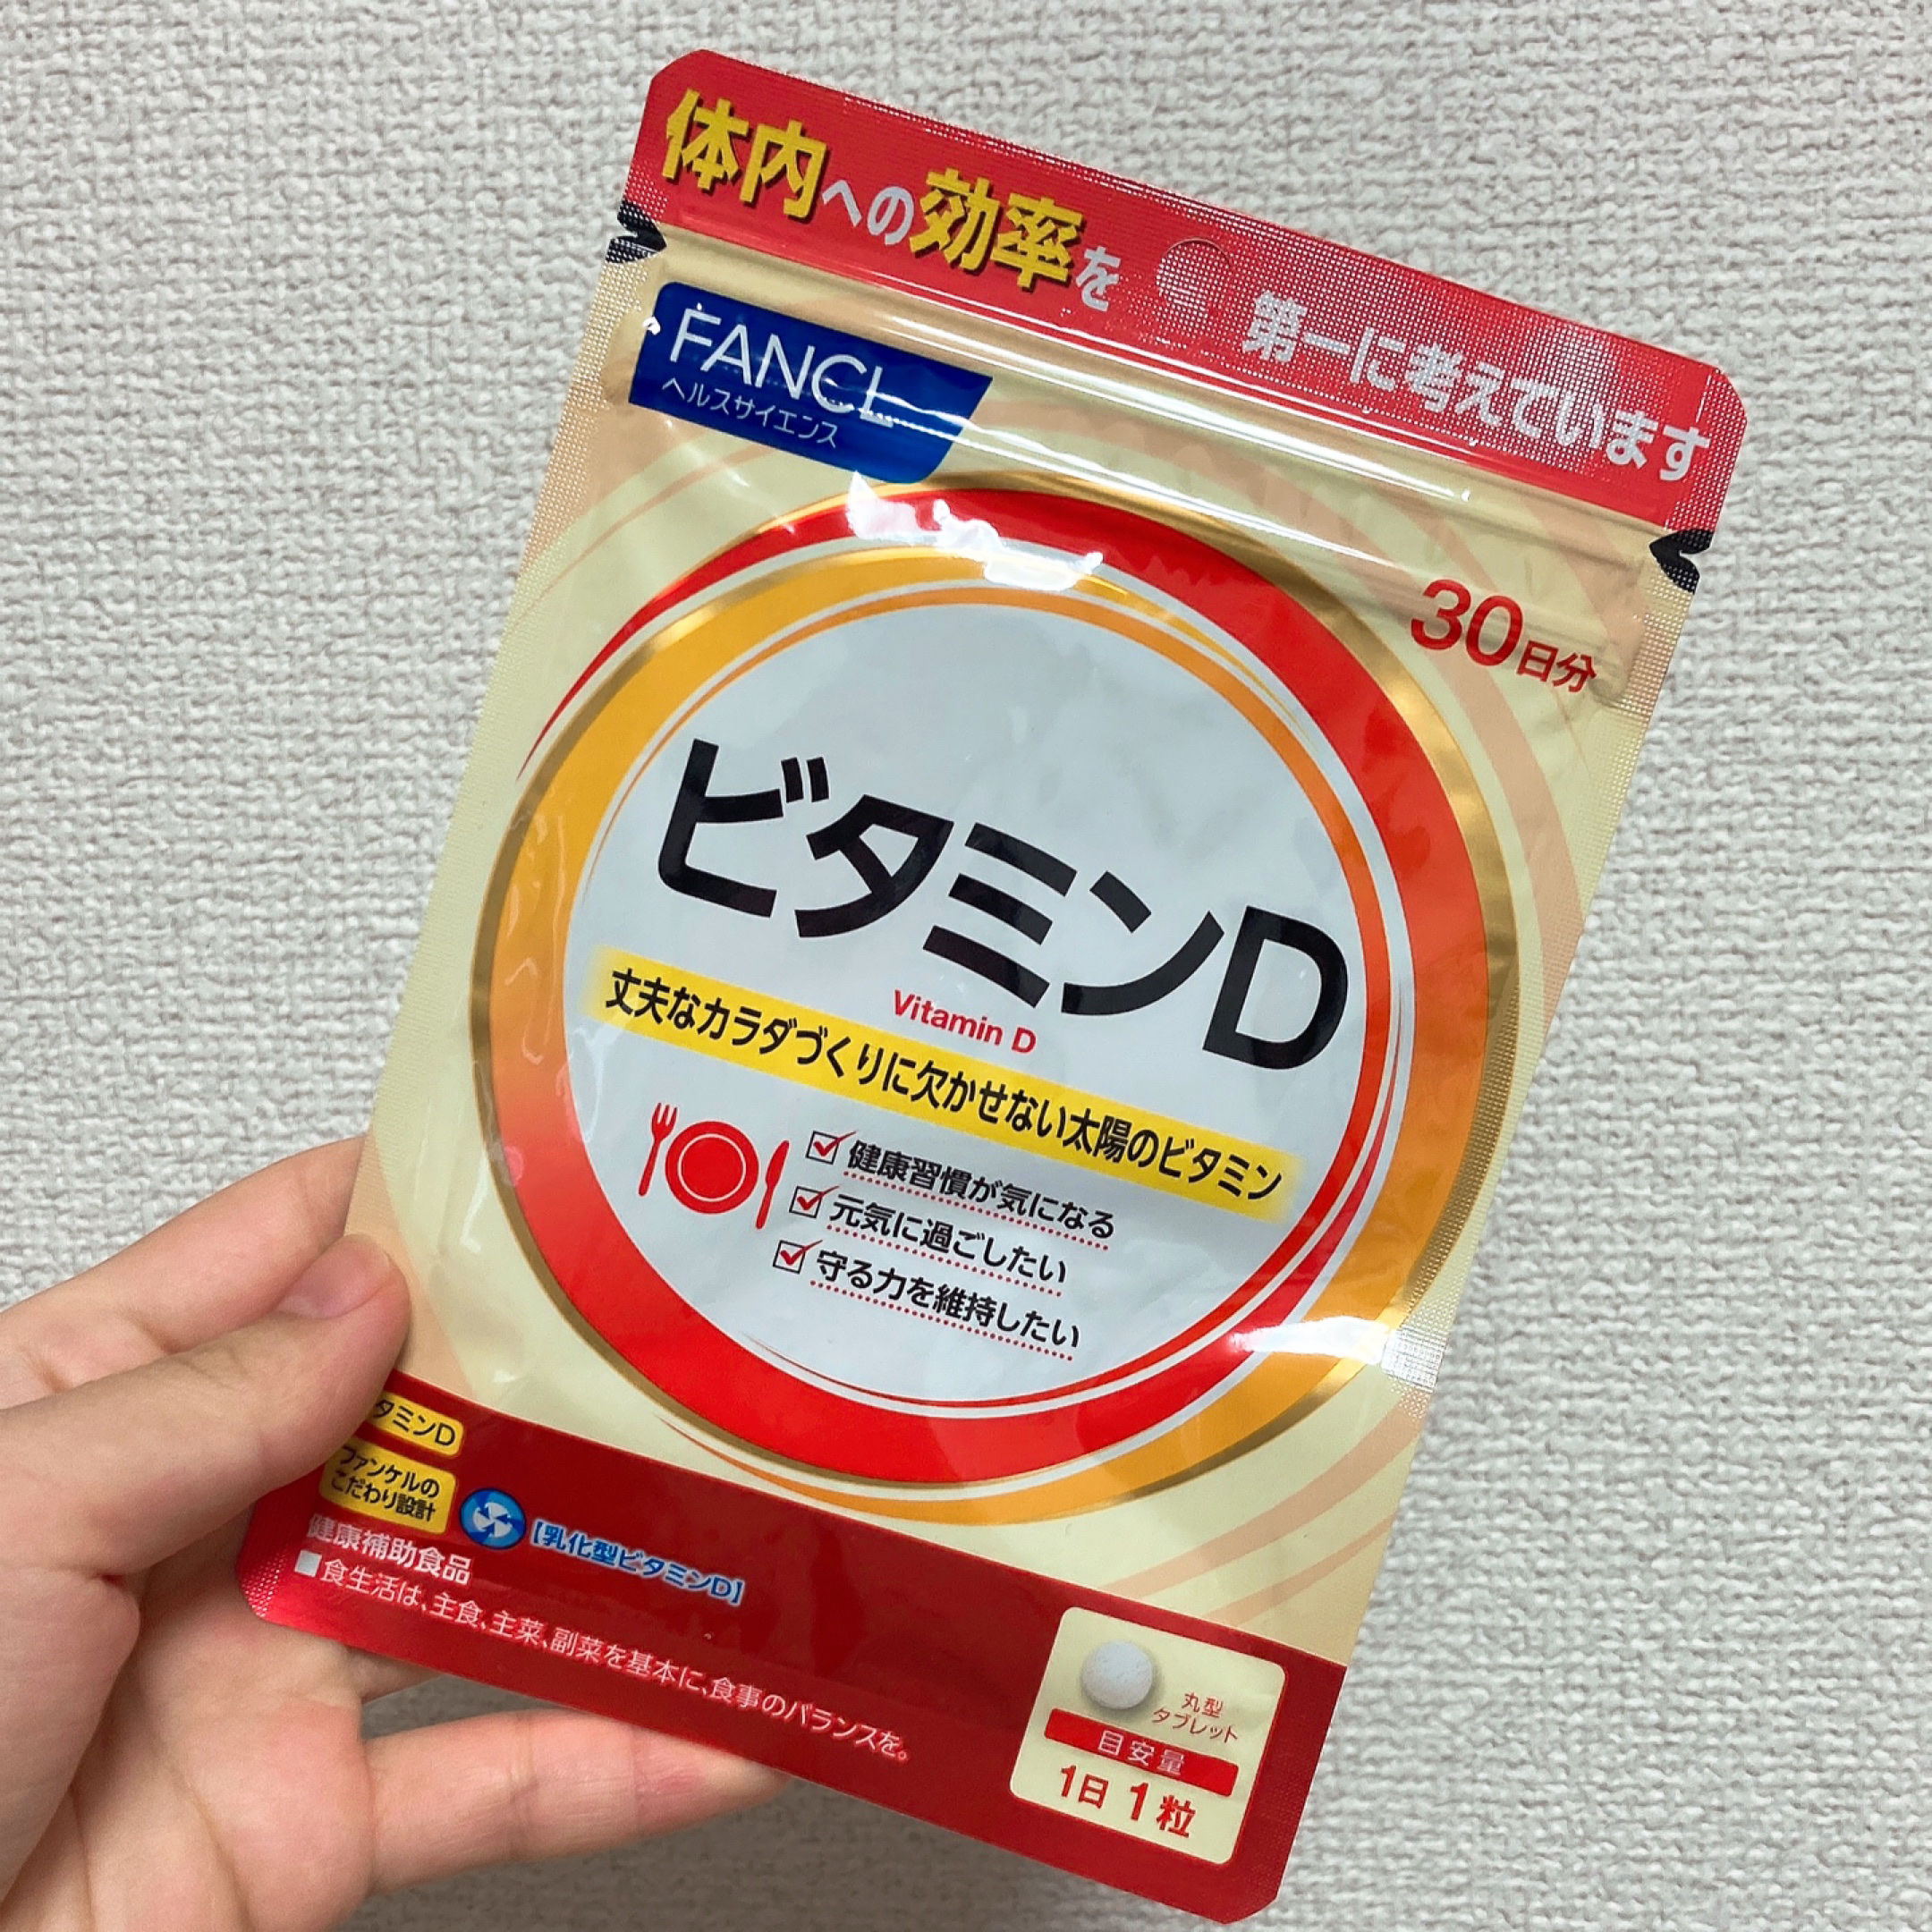 体内への効率を 第一に考えています
FANCL
ヘルスサイエンス
30日分
ビタミンD
Vitamin D
丈夫なカラダづくりに欠かせない太陽のビタミン
健康習慣が気になる
元気に過ごしたい
守る力を維持したい
タミンD
ファンケルの
こだわり設計
【乳化型ビタミンD】
健康補助食品
■食生活は、主食、主菜、副菜を基本に、食事のバランスを。
丸型
タブレット
目安量
1日1粒